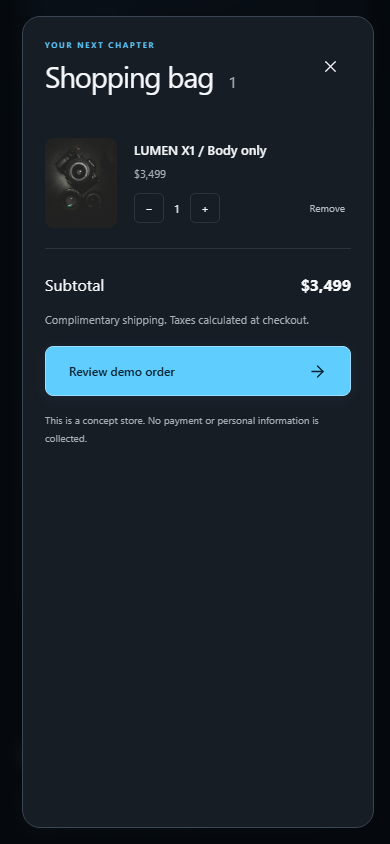 YOUR NEXT CHAPTER
Shopping bag 1
LUMEN X1 / Body only
$3,499
− 1 + Remove
Subtotal $3,499
Complimentary shipping. Taxes calculated at checkout.
Review demo order
This is a concept store. No payment or personal information is
collected.